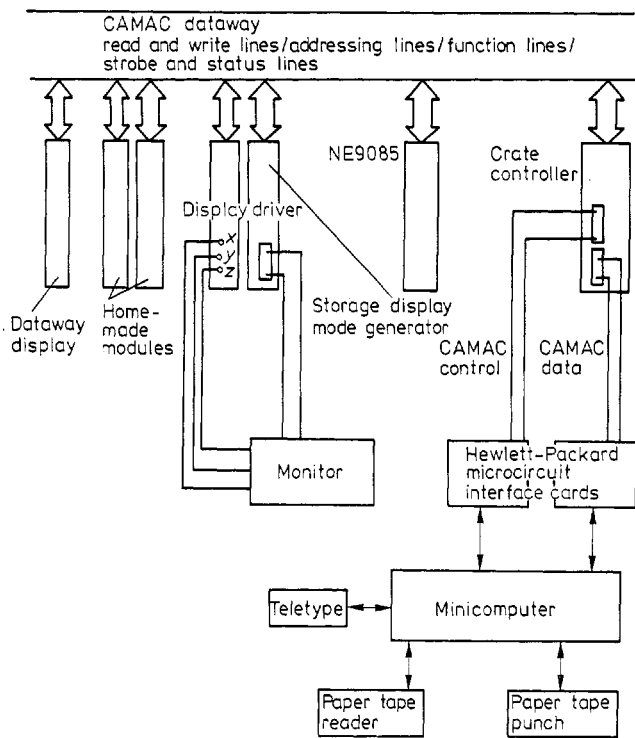 CAMAC dataway
read and write lines/addressing lines/function lines/
strobe and status lines
NE9085
Crate
controller
Display driver
x
y
z
Dataway
display
Home-
made
modules
Storage display
mode generator
CAMAC
control
CAMAC
data
Monitor
Hewlett-Packard
microcircuit
interface cards
Teletype
Minicomputer
Paper tape
reader
Paper tape
punch